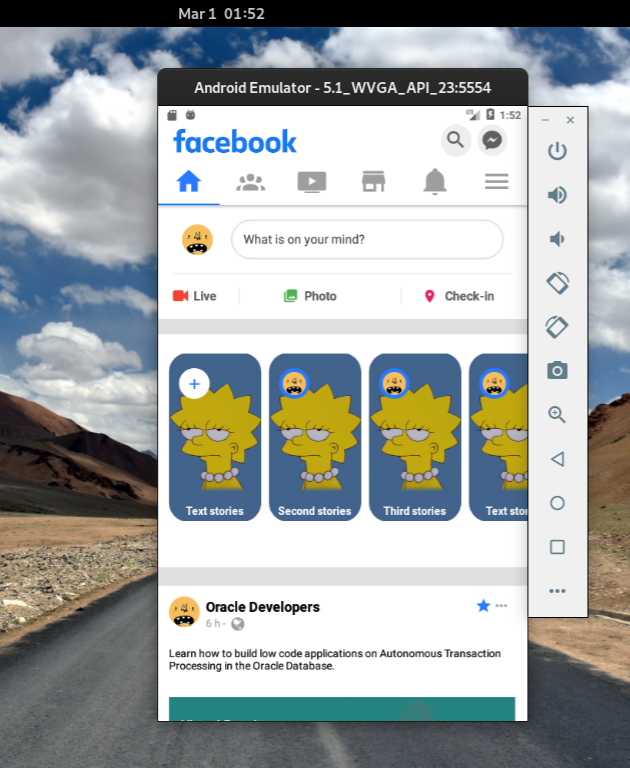 Mar 1 01:52
Android Emulator - 5.1_WVGA_API_23:5554
1:52
facebook
What is on your mind?
Live
Photo
Check-in
Text stories
Second stories
Third stories
Text sto
Oracle Developers
6 h -
Learn how to build low code applications on Autonomous Transaction
Processing in the Oracle Database.